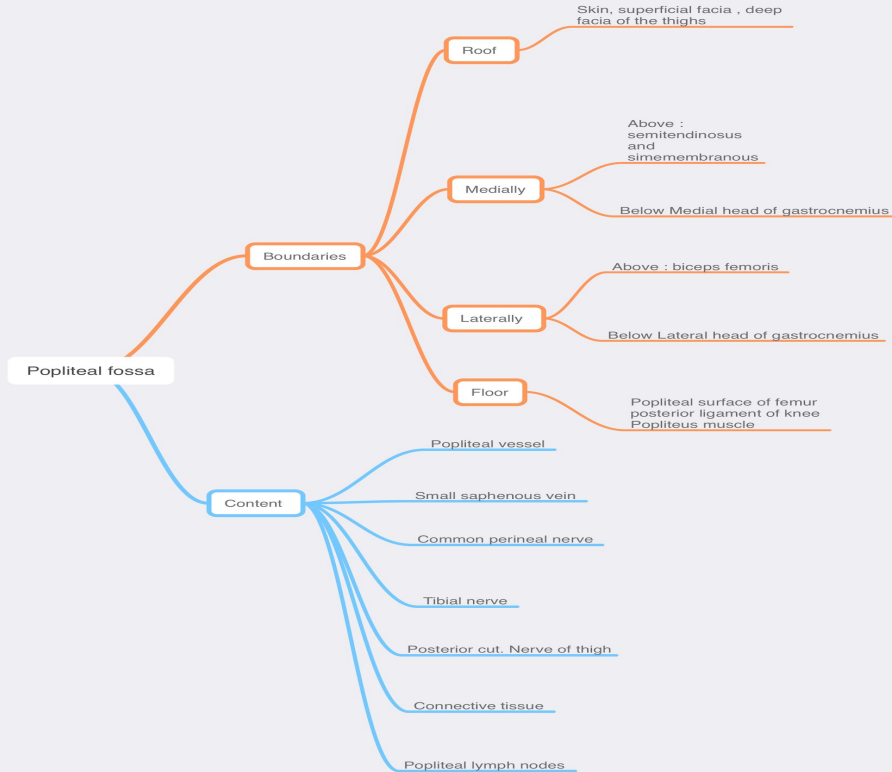 Popliteal fossa
Boundaries
Roof
Skin, superficial facia , deep
facia of the thighs
Medially
Above :
semitendinosus
and
simemembranous
Below Medial head of gastrocnemius
Laterally
Above : biceps femoris
Below Lateral head of gastrocnemius
Floor
Popliteal surface of femur
posterior ligament of knee
Popliteus muscle
Content
Popliteal vessel
Small saphenous vein
Common perineal nerve
Tibial nerve
Posterior cut. Nerve of thigh
Connective tissue
Popliteal lymph nodes